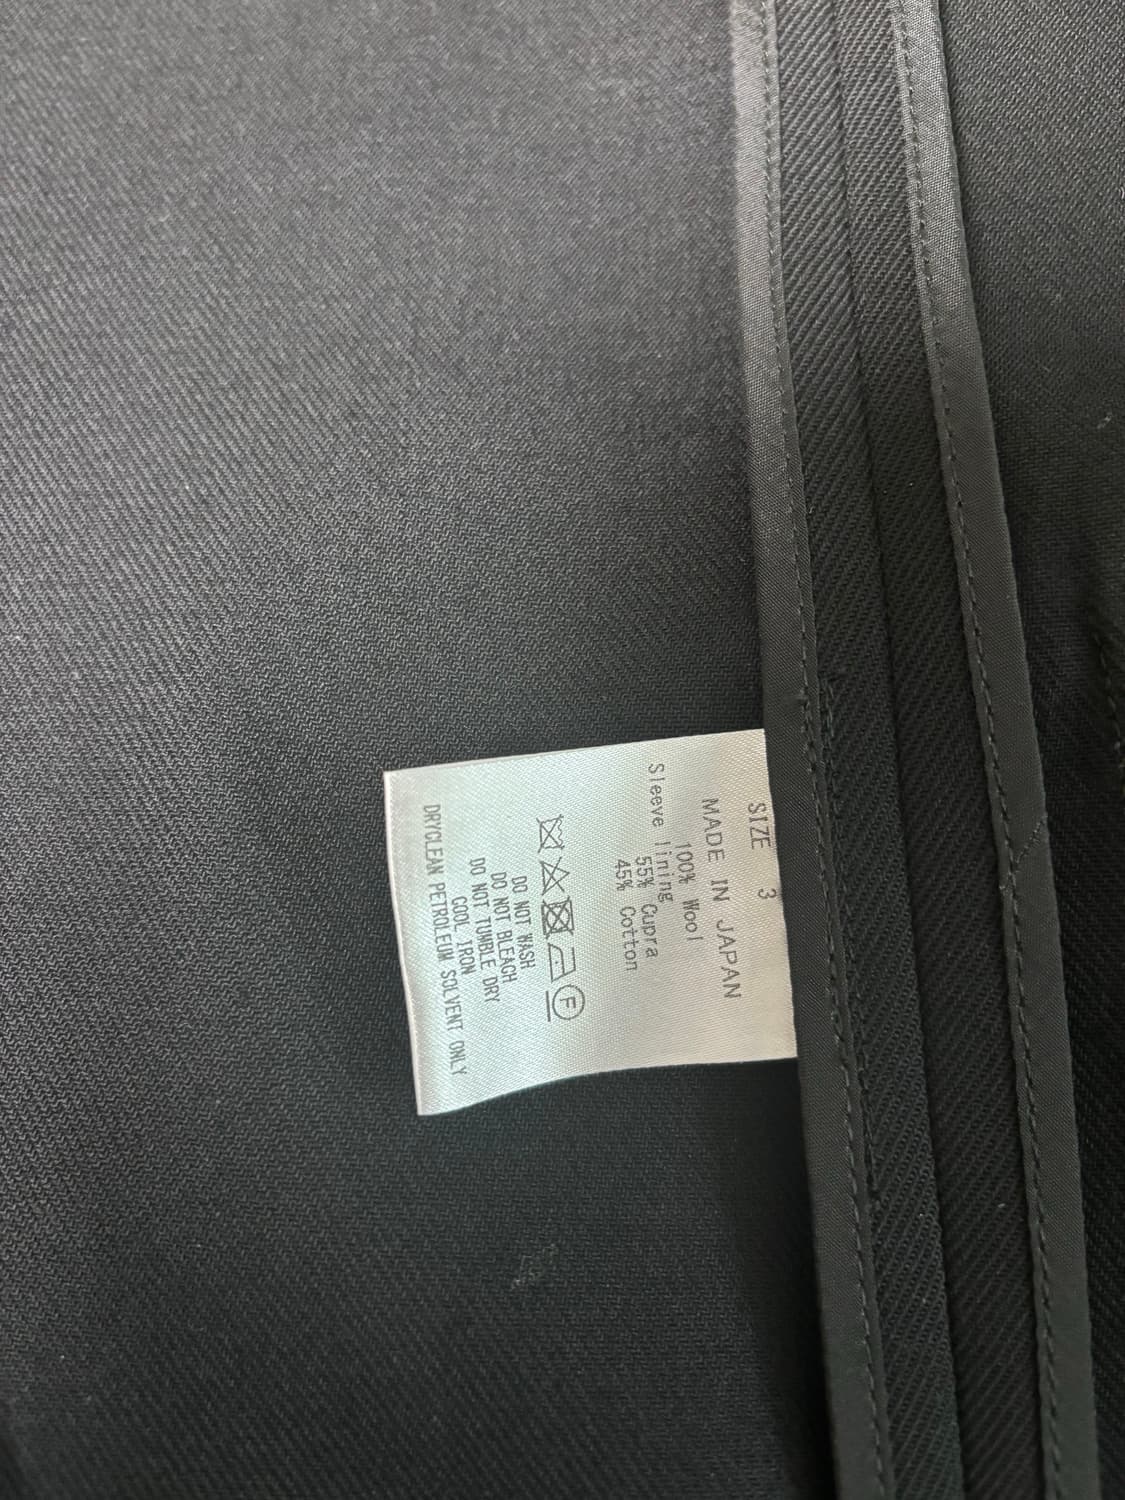 SIZE 3
MADE IN JAPAN
100% Wool
Sleeve lining
55% Cupra
45% Cotton
F
DO NOT WASH
DO NOT BLEACH
DO NOT TUMBLE DRY
COOL IRON
DRYCLEAN PETROLEUM SOLVENT ONLY